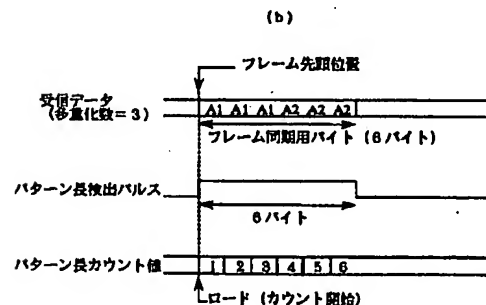 (b)
フレーム先頭位置
受信データ
(多重化数=3)
A1 A1 A1 A2 A2 A2
フレーム同期用バイト(6バイト)
パターン長検出パルス
6バイト
パターン長カウント値
1 2 3 4 5 6
ロード(カウント開始)